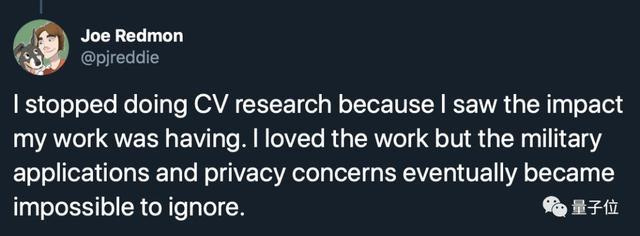 Joe Redmon
@pjreddie
I stopped doing CV research because I saw the impact
my work was having. I loved the work but the military
applications and privacy concerns eventually became
impossible to ignore.
量子位